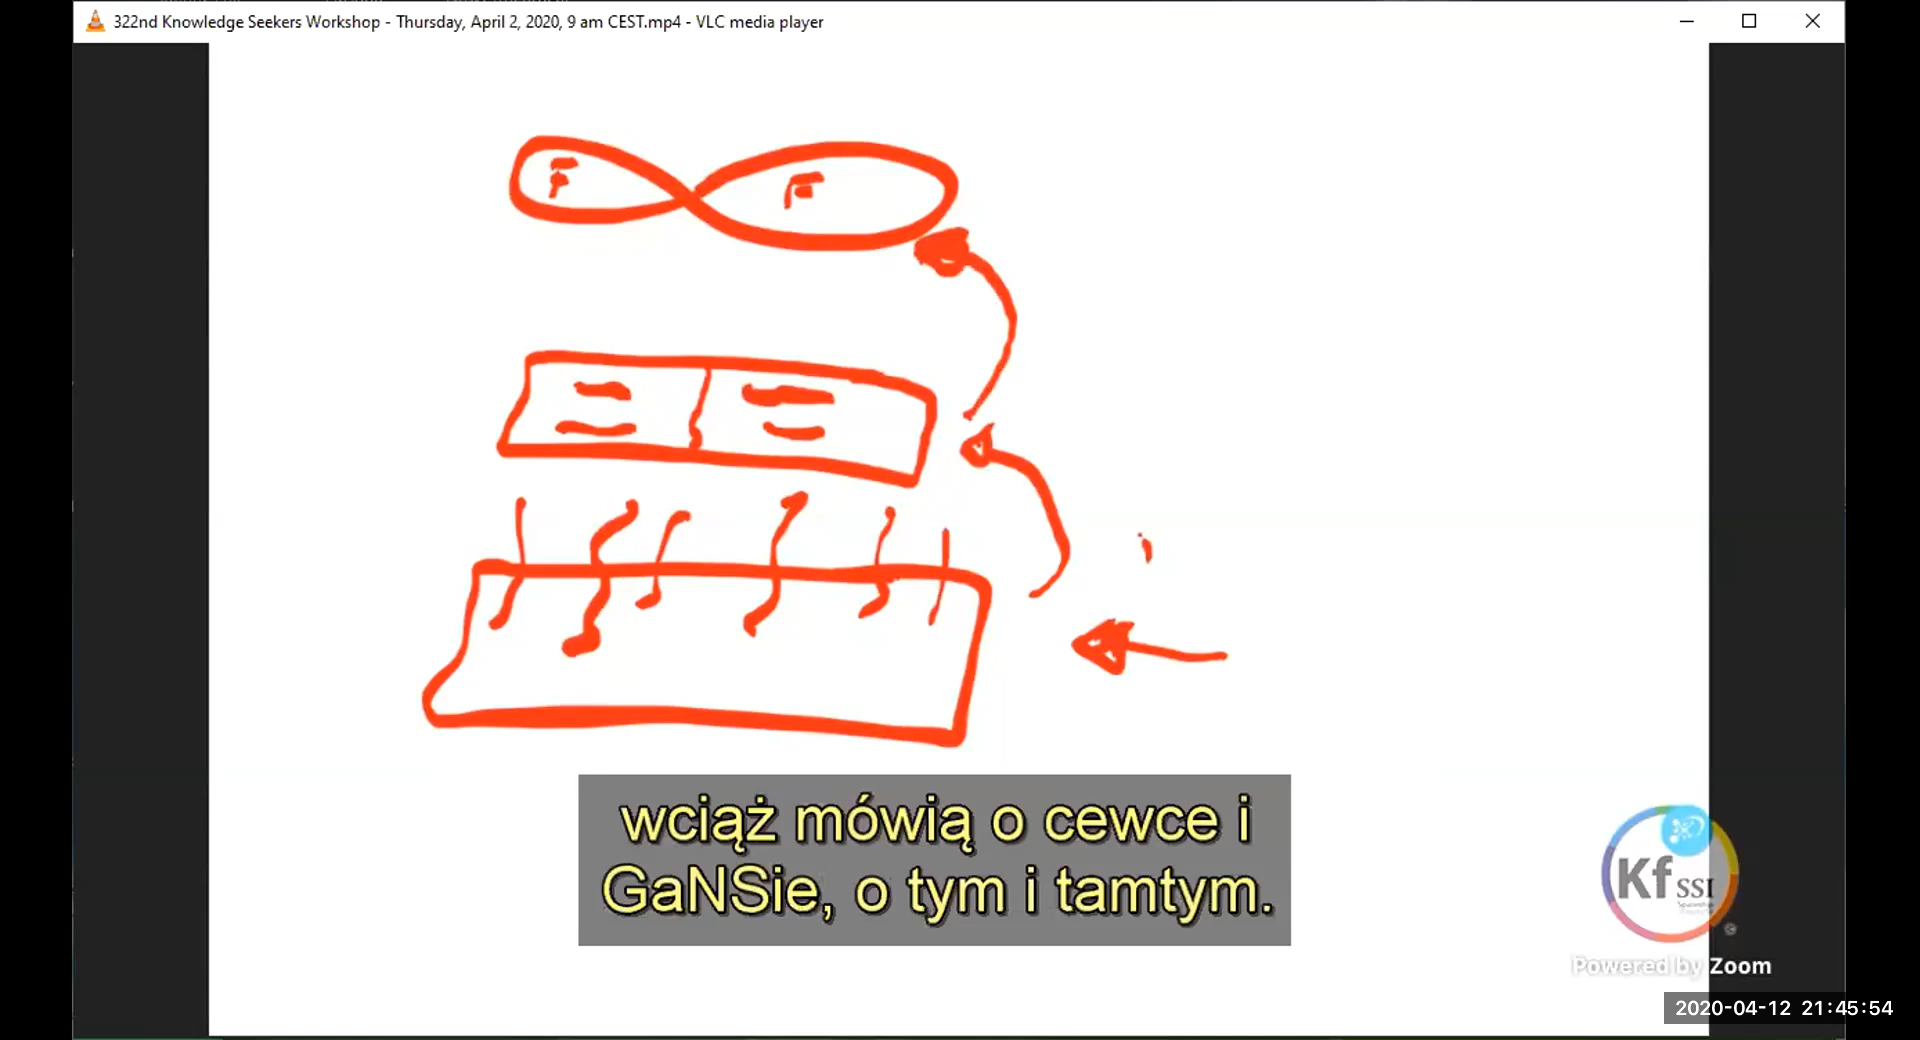 322nd Knowledge Seekers Workshop - Thursday, April 2, 2020, 9 am CEST.mp4 - VLC media player
F F
wciąż mówią o cewce i
GaNSie, o tym i tamtym.
Kf SSI
Powered by Zoom
2020-04-12 21:45:54